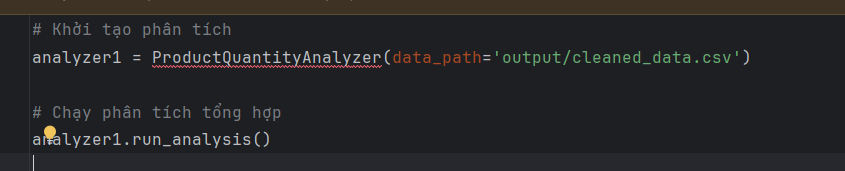 # Khởi tạo phân tích
analyzer1 = ProductQuantityAnalyzer(data_path='output/cleaned_data.csv')
# Chạy phân tích tổng hợp
analyzer1.run_analysis()